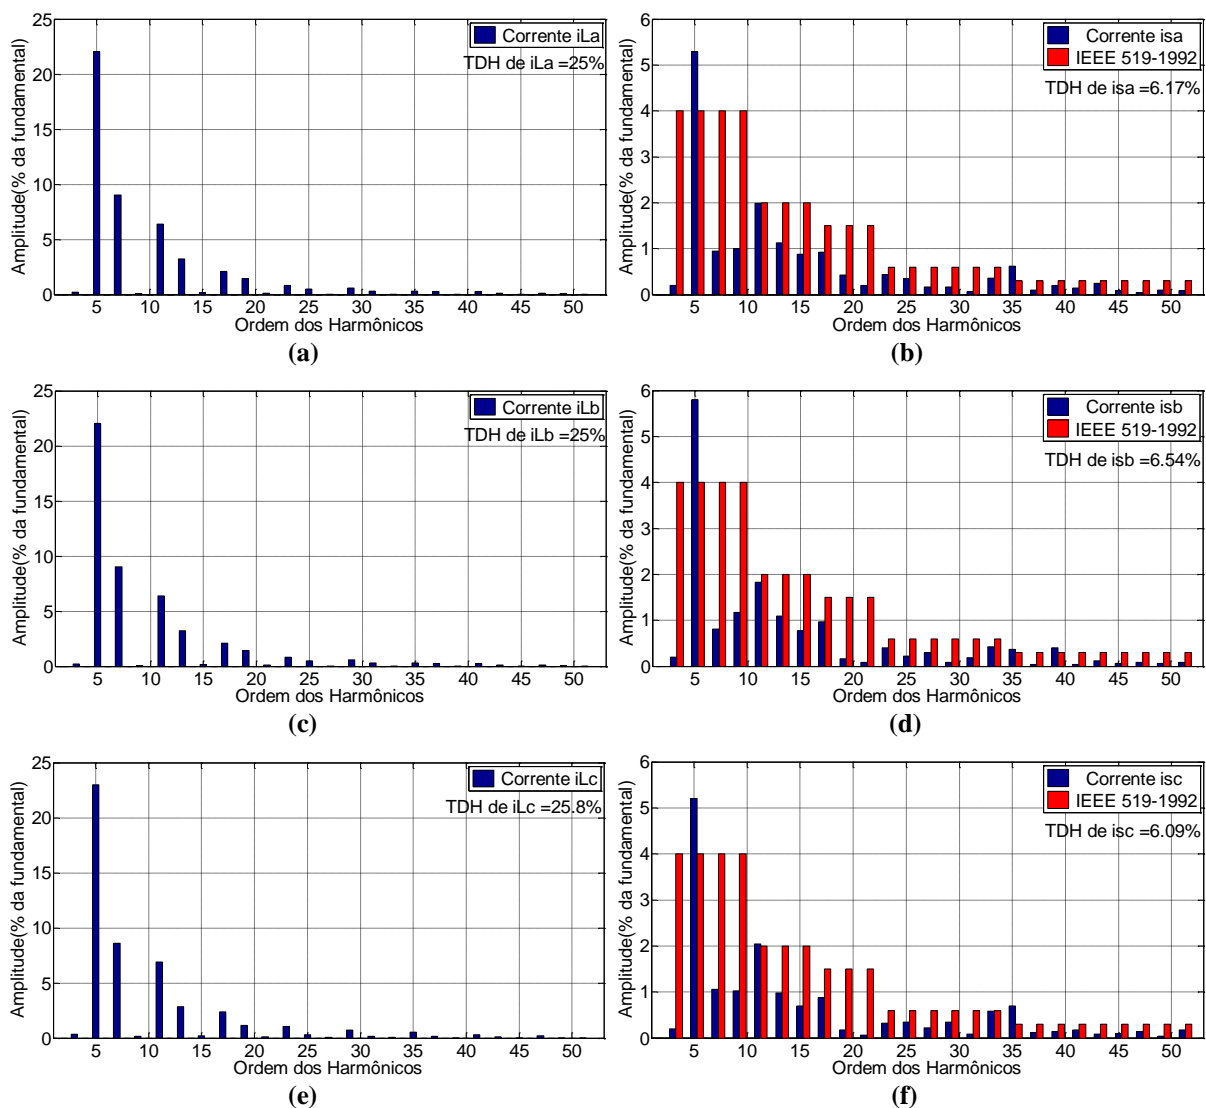 Corrente iLa
TDH de iLa =25%
Amplitude(% da fundamental)
25
20
15
10
5
0
5 10 15 20 25 30 35 40 45 50
Ordem dos Harmônicos
(a)
Corrente isa
IEEE 519-1992
TDH de isa =6.17%
Amplitude(% da fundamental)
6
5
4
3
2
1
0
5 10 15 20 25 30 35 40 45 50
Ordem dos Harmônicos
(b)
Corrente iLb
TDH de iLb =25%
Amplitude(% da fundamental)
25
20
15
10
5
0
5 10 15 20 25 30 35 40 45 50
Ordem dos Harmônicos
(c)
Corrente isb
IEEE 519-1992
TDH de isb =6.54%
Amplitude(% da fundamental)
6
5
4
3
2
1
0
5 10 15 20 25 30 35 40 45 50
Ordem dos Harmônicos
(d)
Corrente iLc
TDH de iLc =25.8%
Amplitude(% da fundamental)
25
20
15
10
5
0
5 10 15 20 25 30 35 40 45 50
Ordem dos Harmônicos
(e)
Corrente isc
IEEE 519-1992
TDH de isc =6.09%
Amplitude(% da fundamental)
6
5
4
3
2
1
0
5 10 15 20 25 30 35 40 45 50
Ordem dos Harmônicos
(f)